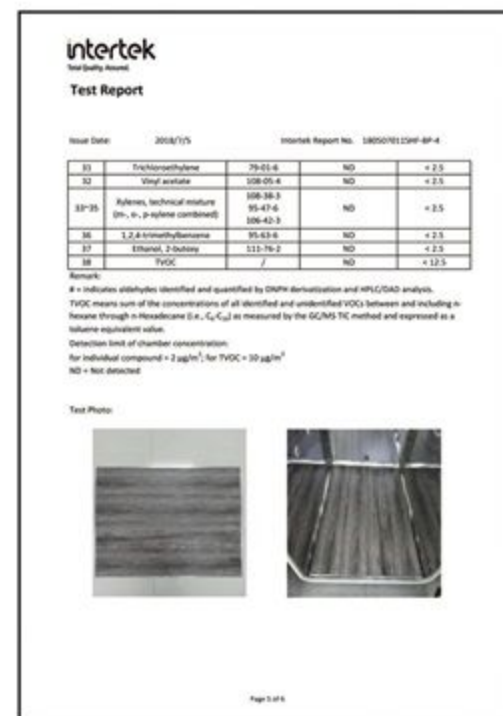 intertek
Total Quality. Assured.
Test Report
Issue Date: 2018/7/5 Intertek Report No. 180507011SHF-BP-4
31 Trichloroethylene 79-01-6 ND < 2.5
32 Vinyl acetate 108-05-4 ND < 2.5
33~35 Xylenes, technical mixture (m-, o-, p-xylene combined) 108-38-3 95-47-6 106-42-3 ND < 2.5
36 1,2,4-trimethylbenzene 95-63-6 ND < 2.5
37 Ethanol, 2-butoxy 111-76-2 ND < 2.5
38 TVOC / ND < 12.5
Remark:
# = indicates aldehydes identified and quantified by DNPH derivatization and HPLC/DAD analysis.
TVOC means sum of the concentrations of all identified and unidentified VOCs between and including n-
hexane through n-Hexadecane (i.e., C6-C16) as measured by the GC/MS TIC method and expressed as a
toluene equivalent value.
Detection limit of chamber concentration:
for individual compound = 2 μg/m³; for TVOC = 10 μg/m³
ND = Not detected
Test Photo:
Page 5 of 6